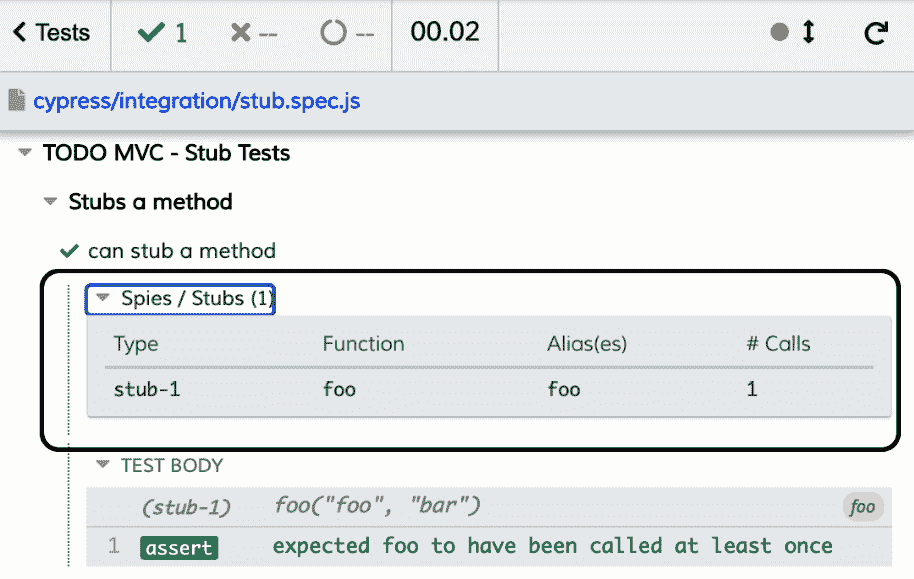 Tests 1 -- -- 00.02
cypress/integration/stub.spec.js
TODO MVC - Stub Tests
Stubs a method
can stub a method
Spies / Stubs (1)
Type Function Alias(es) # Calls
stub-1 foo foo 1
TEST BODY
(stub-1) foo("foo", "bar") foo
1 assert expected foo to have been called at least once